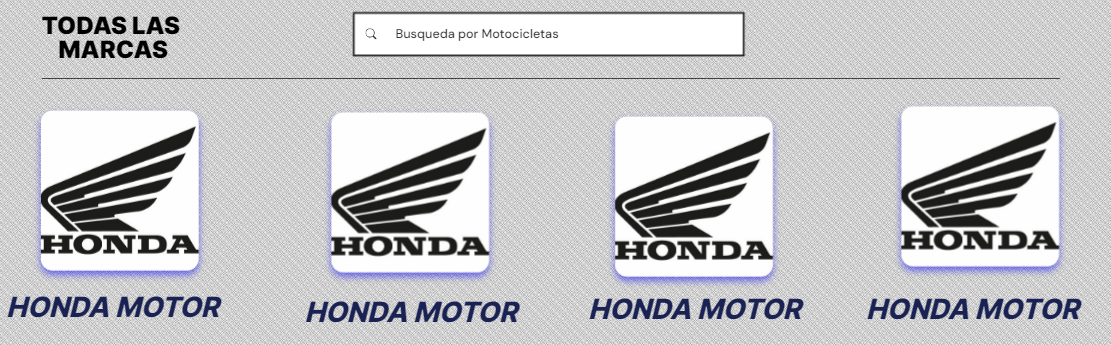 TODAS LAS
MARCAS
Busqueda por Motocicletas
HONDA
HONDA
HONDA
HONDA
HONDA MOTOR
HONDA MOTOR
HONDA MOTOR
HONDA MOTOR